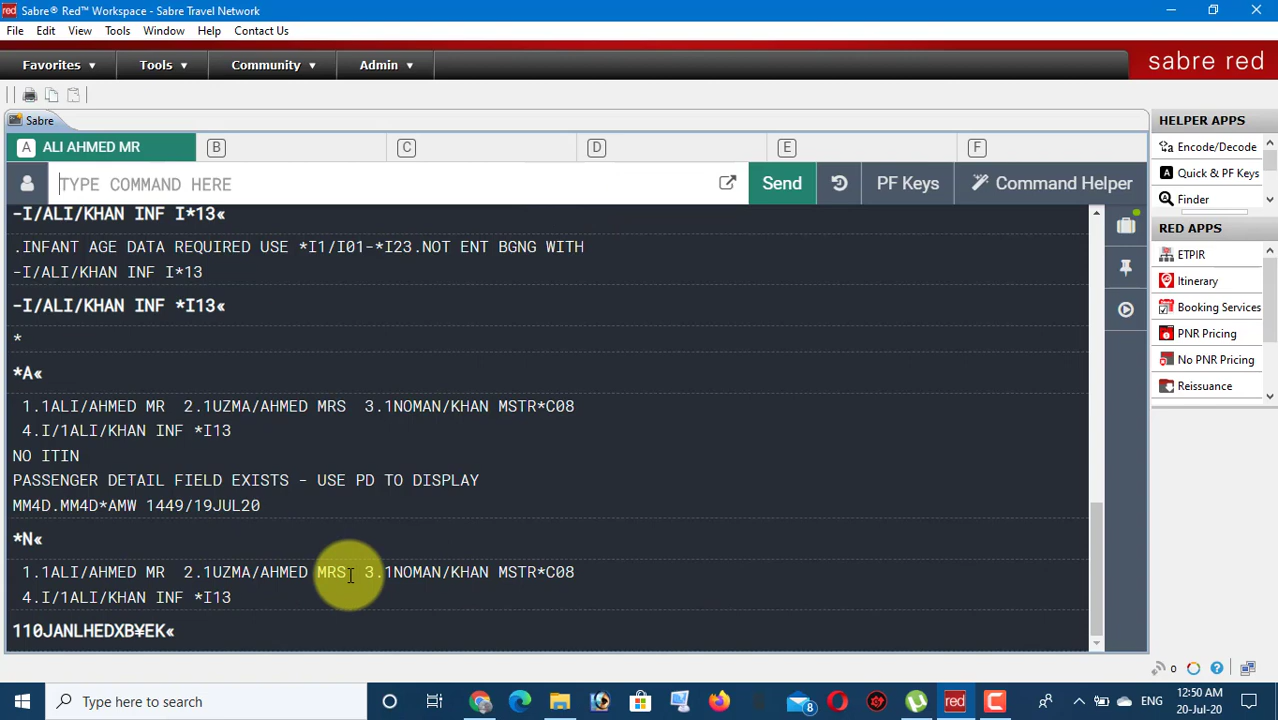 red Sabre® Red™ Workspace - Sabre Travel Network
File Edit View Tools Window Help Contact Us
Favorites Tools Community Admin sabre red
Sabre
HELPER APPS
A ALI AHMED MR B C D E F
Encode/Decode
TYPE COMMAND HERE Send PF Keys Command Helper
A Quick & PF Keys
Finder
RED APPS
ETPIR
Itinerary
Booking Services
PNR Pricing
No PNR Pricing
Reissuance
-I/ALI/KHAN INF I*13«
.INFANT AGE DATA REQUIRED USE *I1/I01-*I23.NOT ENT BGNG WITH
-I/ALI/KHAN INF I*13
-I/ALI/KHAN INF *I13«
*
*A«
1.1ALI/AHMED MR 2.1UZMA/AHMED MRS 3.1NOMAN/KHAN MSTR*C08
4.I/1ALI/KHAN INF *I13
NO ITIN
PASSENGER DETAIL FIELD EXISTS - USE PD TO DISPLAY
MM4D.MM4D*AMW 1449/19JUL20
*N«
1.1ALI/AHMED MR 2.1UZMA/AHMED MRS 3.1NOMAN/KHAN MSTR*C08
4.I/1ALI/KHAN INF *I13
110JANLHEDXB¥EK«
0
Type here to search 8 red C ENG 12:50 AM
20-Jul-20